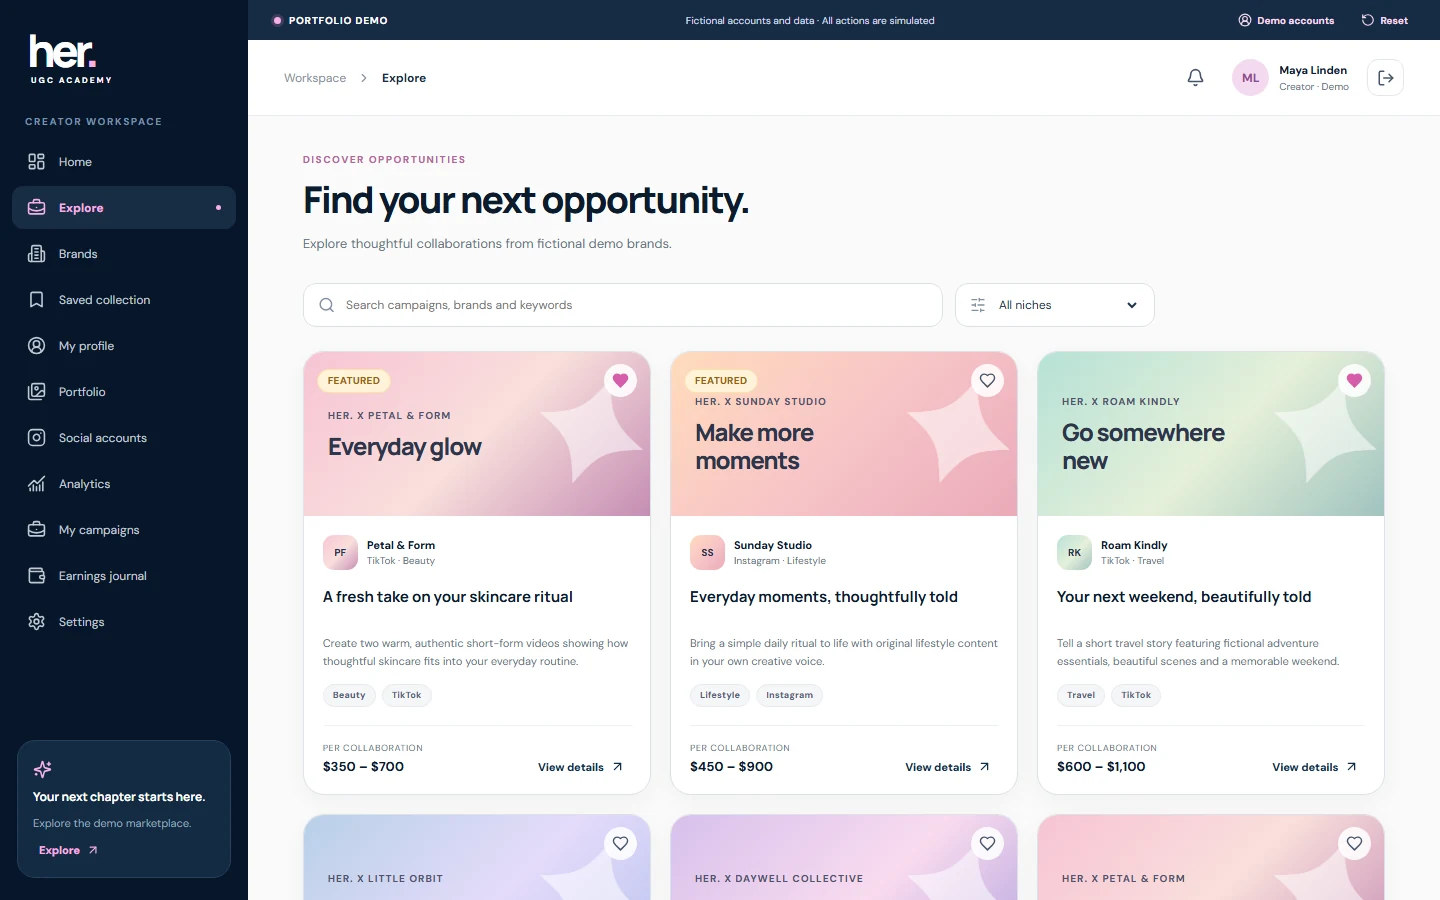 her.
UGC ACADEMY
CREATOR WORKSPACE
Home
Explore
Brands
Saved collection
My profile
Portfolio
Social accounts
Analytics
My campaigns
Earnings journal
Settings
Your next chapter starts here.
Explore the demo marketplace.
Explore
PORTFOLIO DEMO
Fictional accounts and data · All actions are simulated
Demo accounts
Reset
Workspace
Explore
ML
Maya Linden
Creator · Demo
DISCOVER OPPORTUNITIES
Find your next opportunity.
Explore thoughtful collaborations from fictional demo brands.
Search campaigns, brands and keywords
All niches
FEATURED
HER. X PETAL & FORM
Everyday glow
PF
Petal & Form
TikTok · Beauty
A fresh take on your skincare ritual
Create two warm, authentic short-form videos showing how
thoughtful skincare fits into your everyday routine.
Beauty
TikTok
PER COLLABORATION
$350 – $700
View details
FEATURED
HER. X SUNDAY STUDIO
Make more
moments
SS
Sunday Studio
Instagram · Lifestyle
Everyday moments, thoughtfully told
Bring a simple daily ritual to life with original lifestyle content
in your own creative voice.
Lifestyle
Instagram
PER COLLABORATION
$450 – $900
View details
HER. X ROAM KINDLY
Go somewhere
new
RK
Roam Kindly
TikTok · Travel
Your next weekend, beautifully told
Tell a short travel story featuring fictional adventure
essentials, beautiful scenes and a memorable weekend.
Travel
TikTok
PER COLLABORATION
$600 – $1,100
View details
HER. X LITTLE ORBIT
HER. X DAYWELL COLLECTIVE
HER. X PETAL & FORM